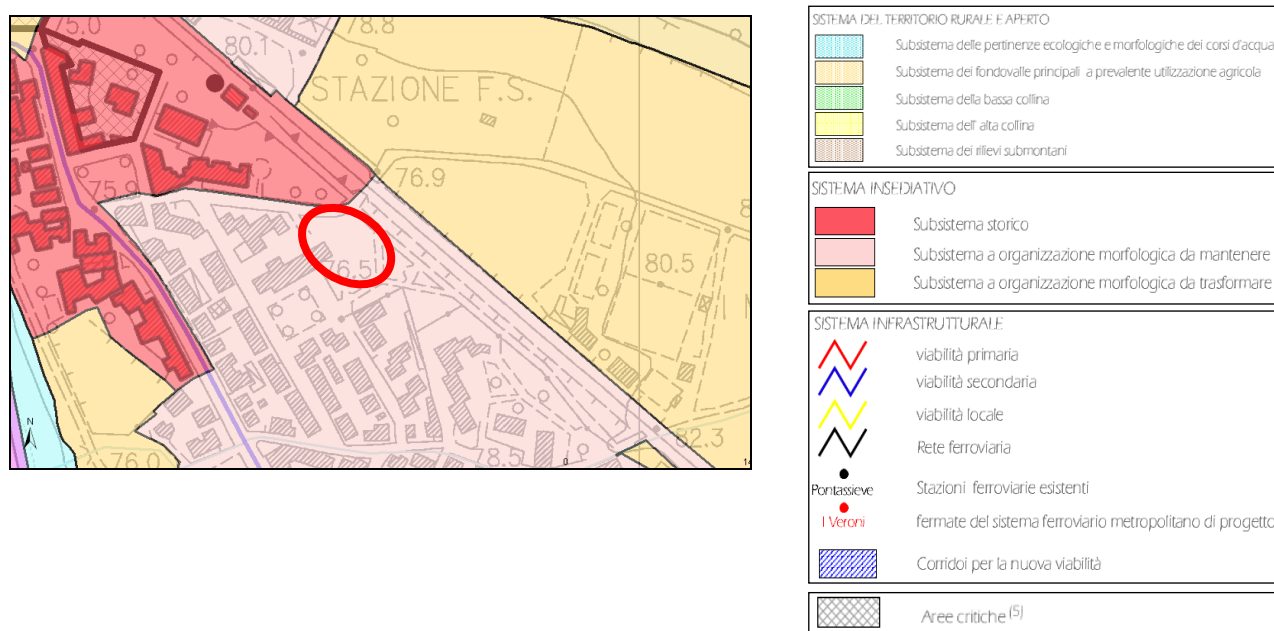 75.0
78.8
80.1
STAZIONE F.S.
76.9
75.9
76.5
80.5
N
82.3
76.0
78.5
0
SISTEMA DEL TERRITORIO RURALE E APERTO
Subsistema delle pertinenze ecologiche e morfologiche dei corsi d'acqua
Subsistema dei fondovalle principali a prevalente utilizzazione agricola
Subsistema della bassa collina
Subsistema dell' alta collina
Subsistema dei rilievi submontani
SISTEMA INSEDIATIVO
Subsistema storico
Subsistema a organizzazione morfologica da mantenere
Subsistema a organizzazione morfologica da trasformare
SISTEMA INFRASTRUTTURALE
viabilità primaria
viabilità secondaria
viabilità locale
Rete ferroviaria
Pontassieve
Stazioni ferroviarie esistenti
I Veroni
fermate del sistema ferroviario metropolitano di progetto
Corridoi per la nuova viabilità
Aree critiche (5)